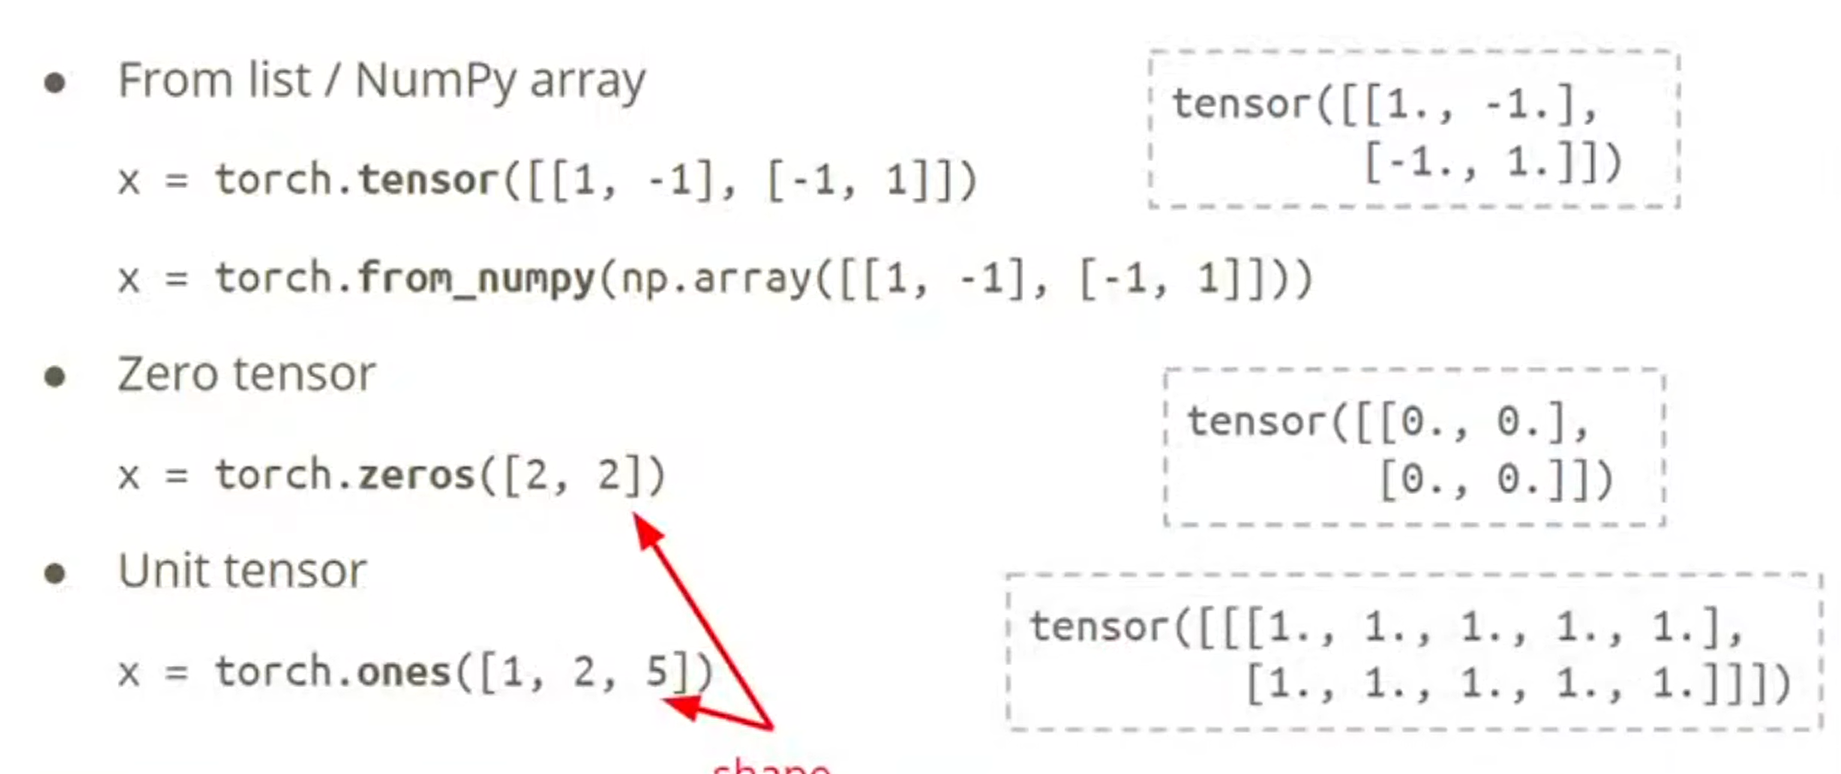 ● From list / NumPy array
x = torch.tensor([[1, -1], [-1, 1]])
tensor([[1., -1.],
[-1., 1.]])
x = torch.from_numpy(np.array([[1, -1], [-1, 1]]))
● Zero tensor
x = torch.zeros([2, 2])
tensor([[0., 0.],
[0., 0.]])
● Unit tensor
x = torch.ones([1, 2, 5])
tensor([[[1., 1., 1., 1., 1.],
[1., 1., 1., 1., 1.]]])
shape